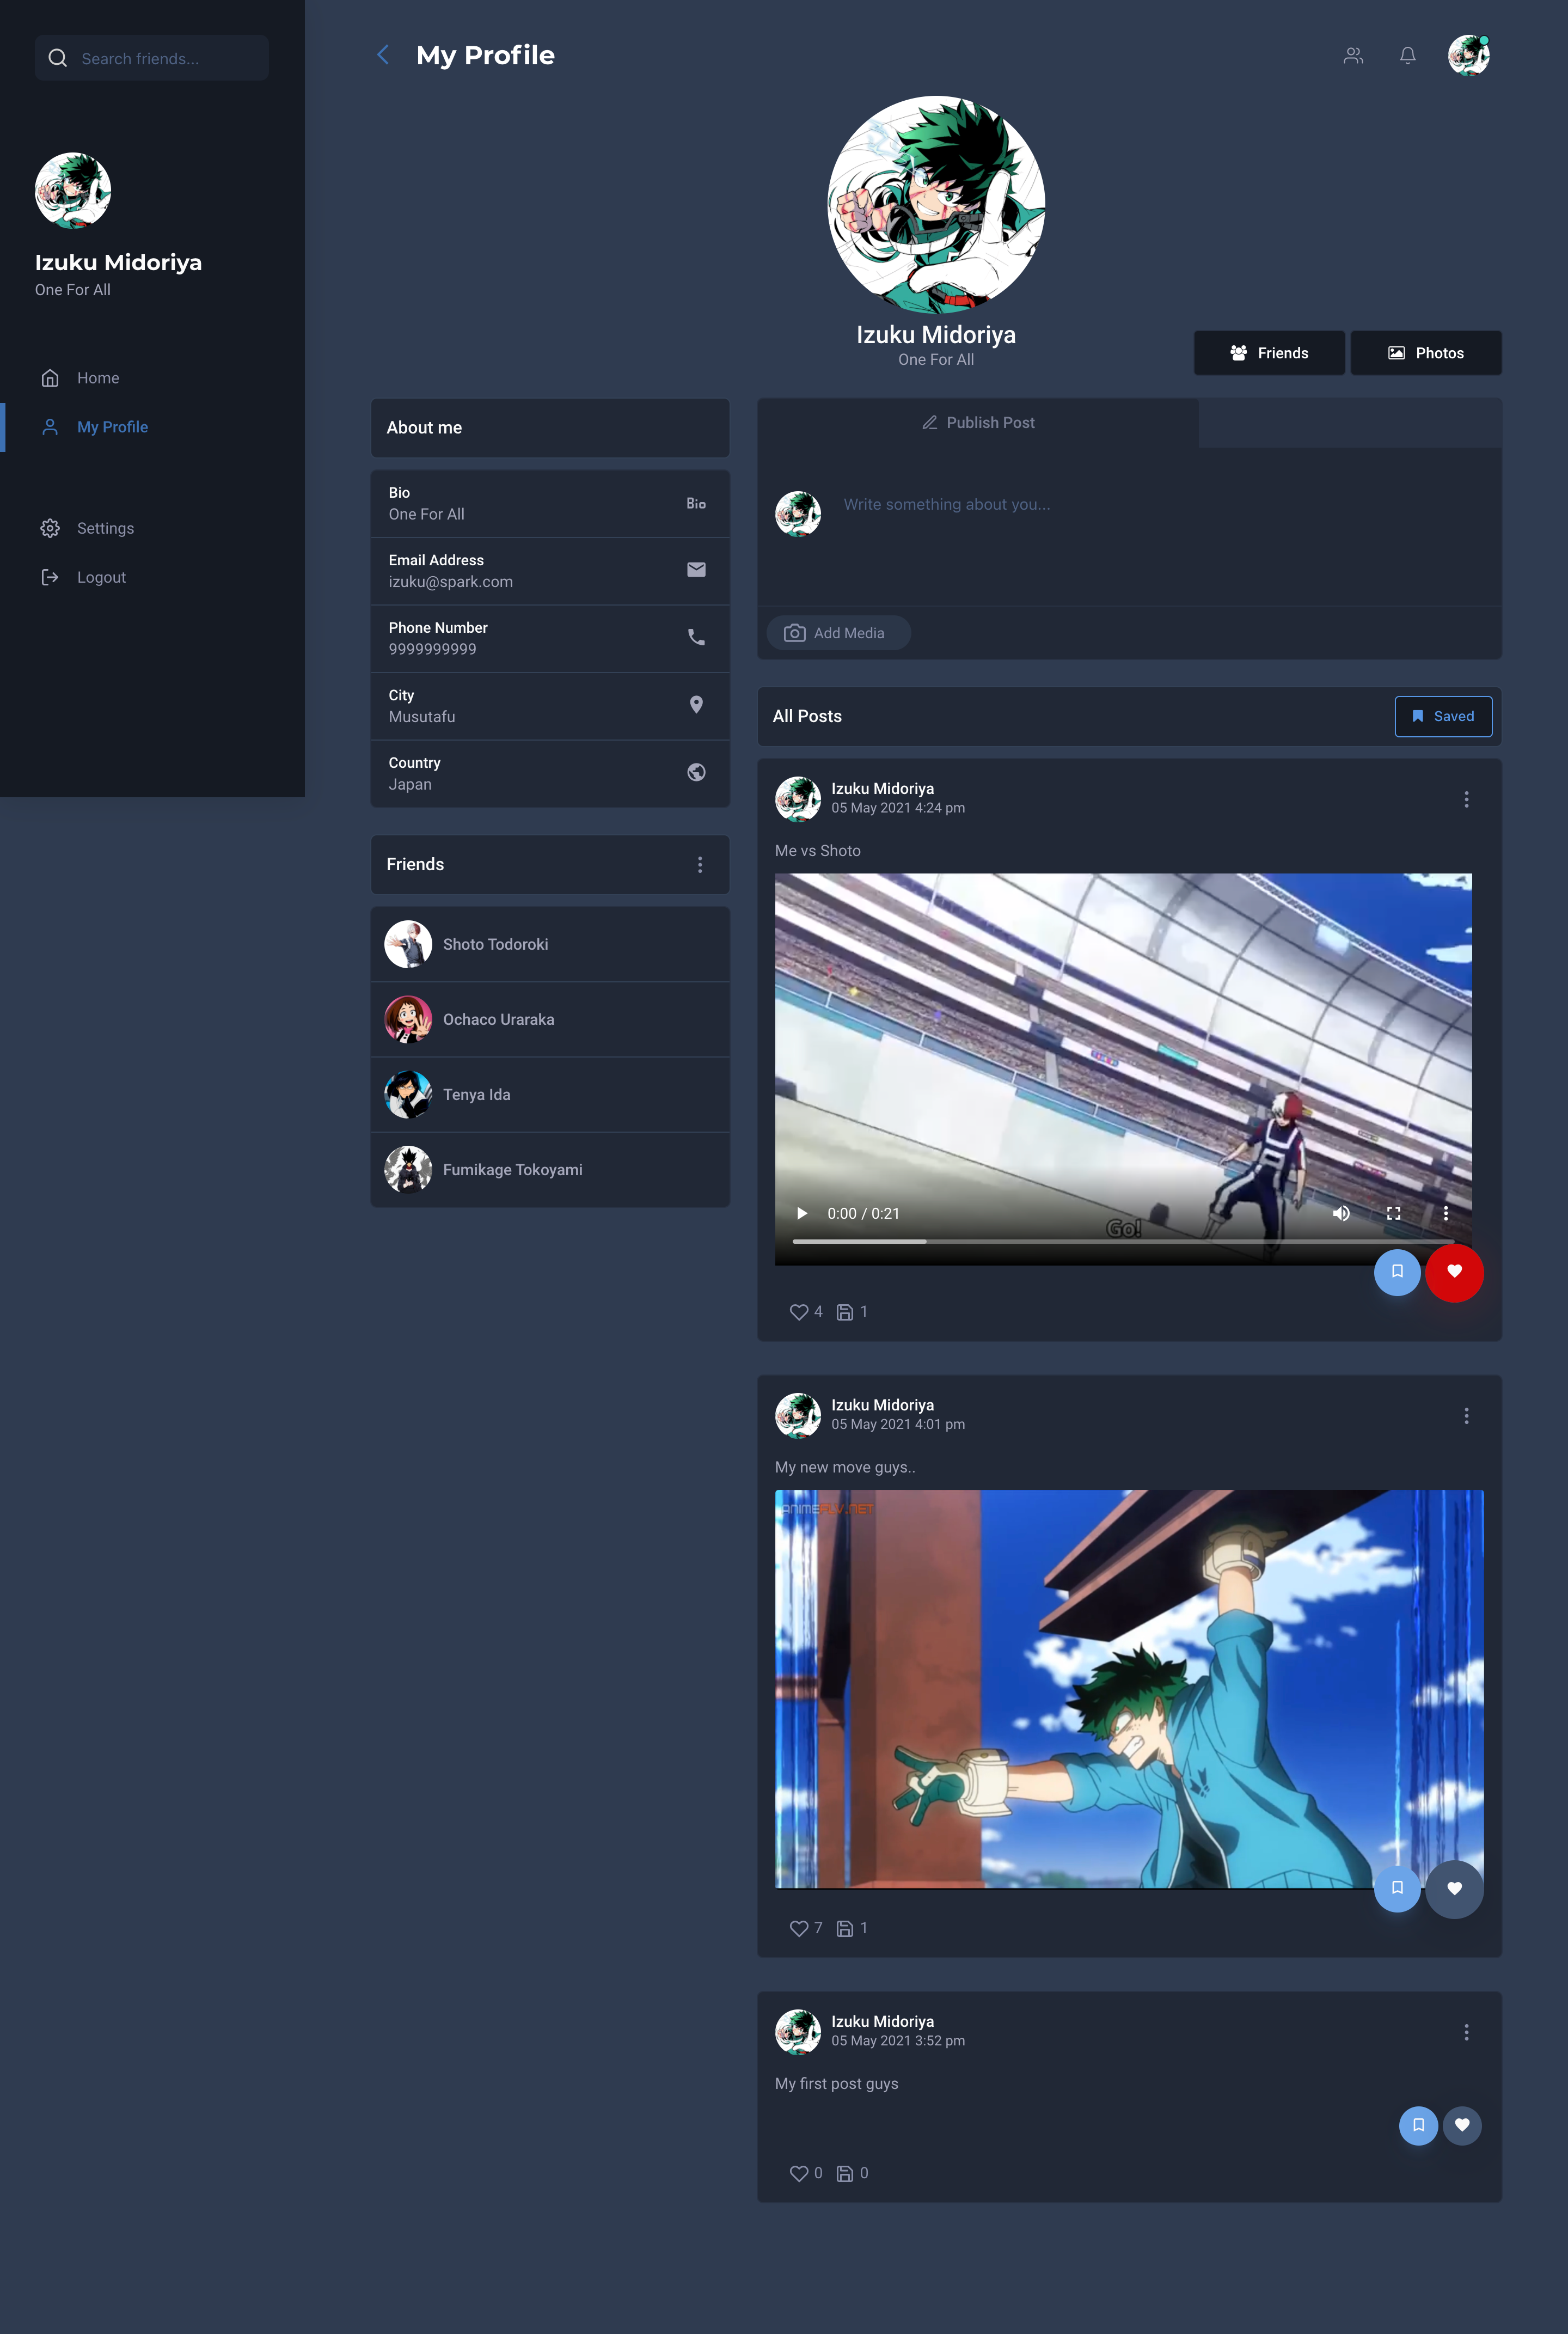 Search friends...
Izuku Midoriya
One For All
Home
My Profile
Settings
Logout
My Profile
Izuku Midoriya
One For All
Friends
Photos
About me
Bio
One For All
Bio
Email Address
izuku@spark.com
Phone Number
9999999999
City
Musutafu
Country
Japan
Friends
Shoto Todoroki
Ochaco Uraraka
Tenya Ida
Fumikage Tokoyami
Publish Post
Write something about you...
Add Media
All Posts
Saved
Izuku Midoriya
05 May 2021 4:24 pm
Me vs Shoto
Go!
0:00 / 0:21
4
1
Izuku Midoriya
05 May 2021 4:01 pm
My new move guys..
ANIMEFLV.NET
7
1
Izuku Midoriya
05 May 2021 3:52 pm
My first post guys
0
0